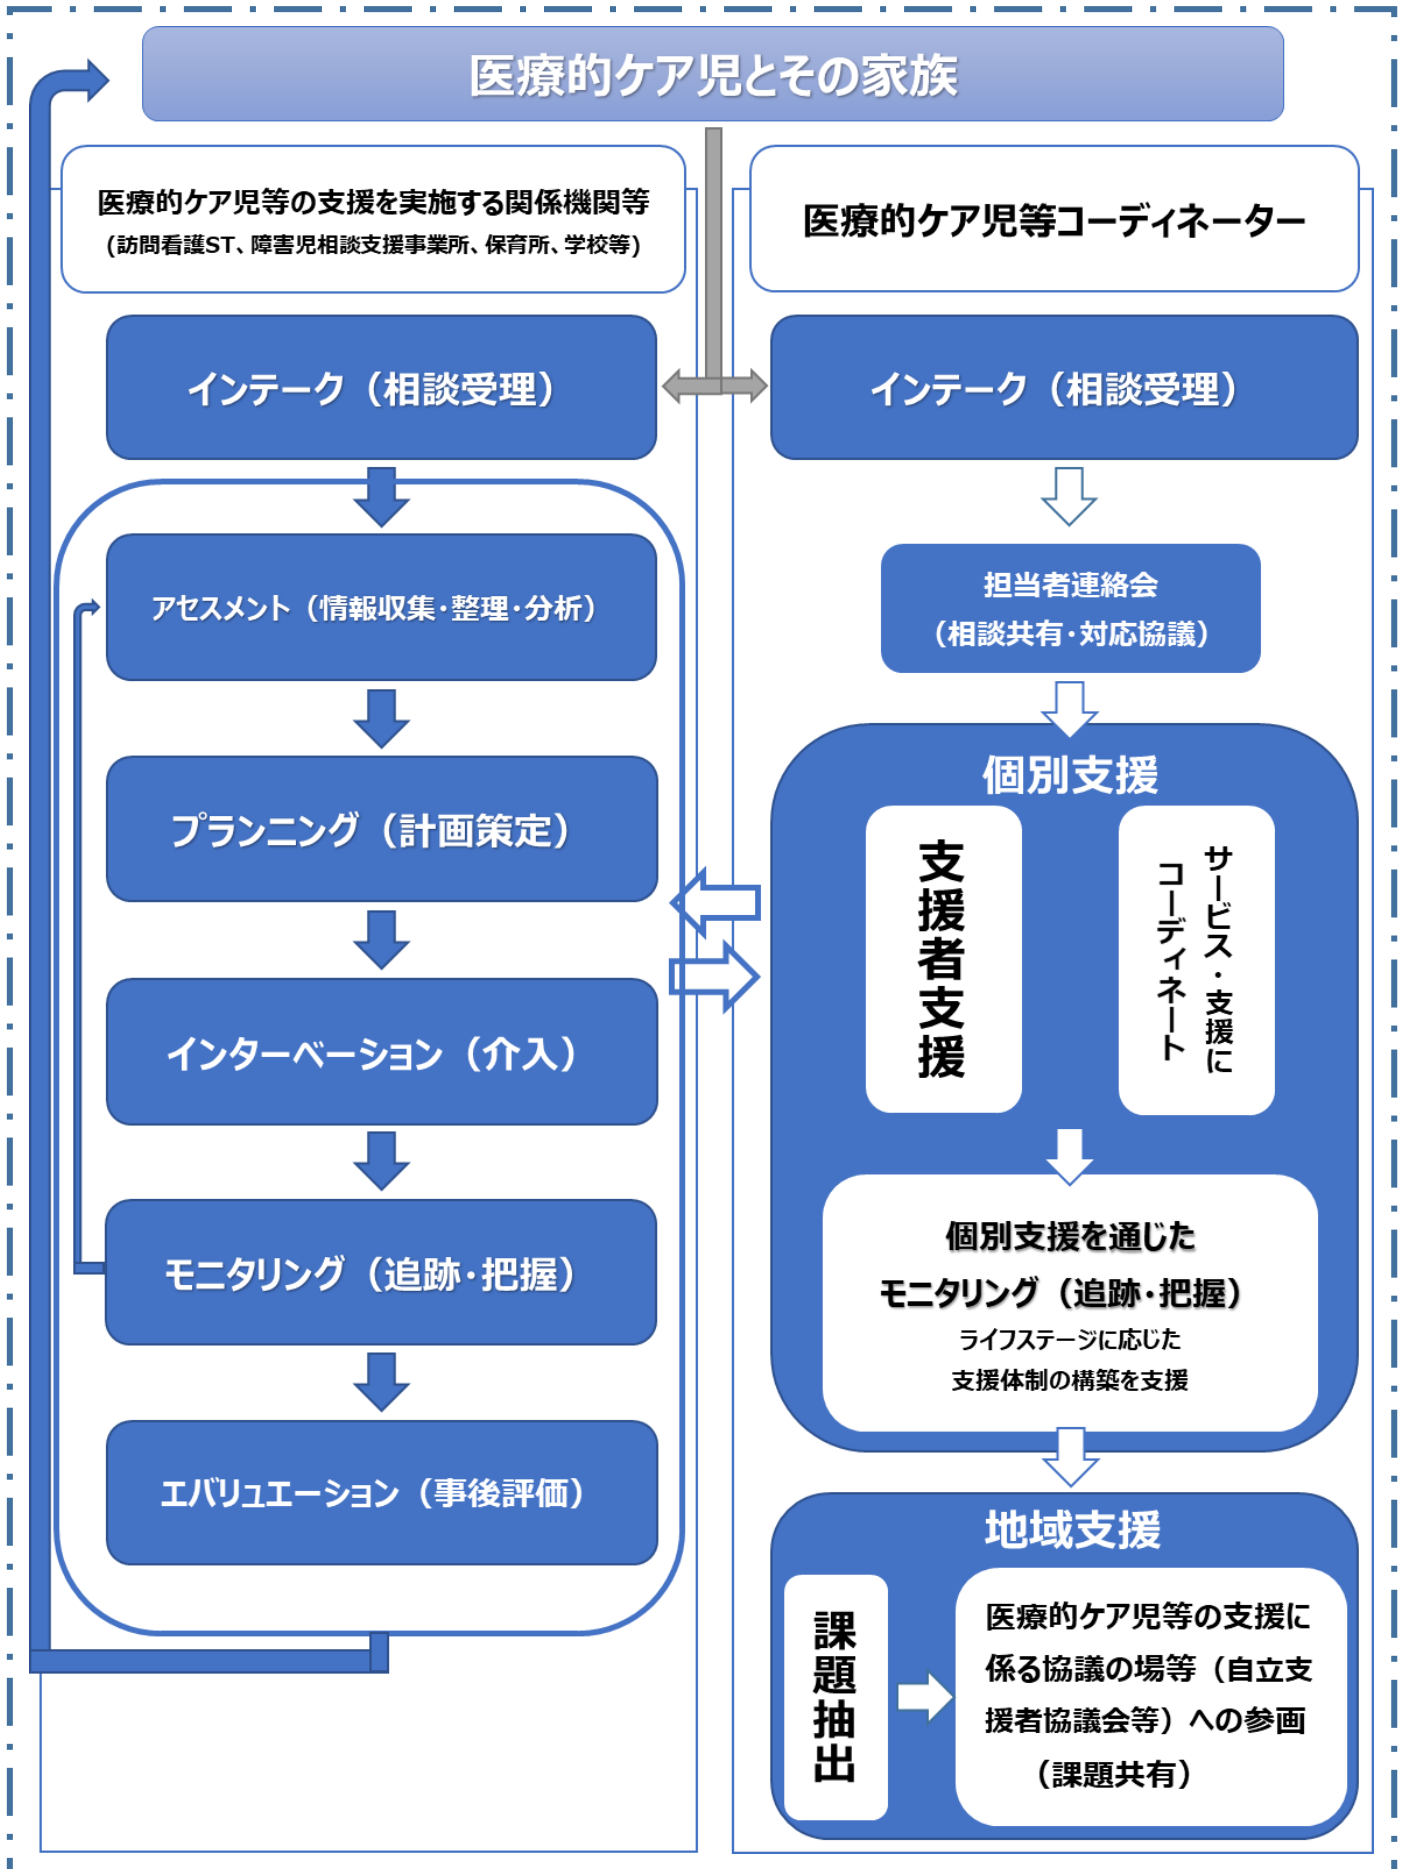 医療的ケア児とその家族
医療的ケア児等の支援を実施する関係機関等
(訪問看護ST、障害児相談支援事業所、保育所、学校等)
インテーク（相談受理）
アセスメント（情報収集・整理・分析）
プランニング（計画策定）
インターベーション（介入）
モニタリング（追跡・把握）
エバリュエーション（事後評価）
医療的ケア児等コーディネーター
インテーク（相談受理）
担当者連絡会
（相談共有・対応協議）
個別支援
支援者支援
サービス・支援に
コーディネート
個別支援を通じた
モニタリング（追跡・把握）
ライフステージに応じた
支援体制の構築を支援
地域支援
課題抽出
医療的ケア児等の支援に
係る協議の場等（自立支
援者協議会等）への参画
（課題共有）